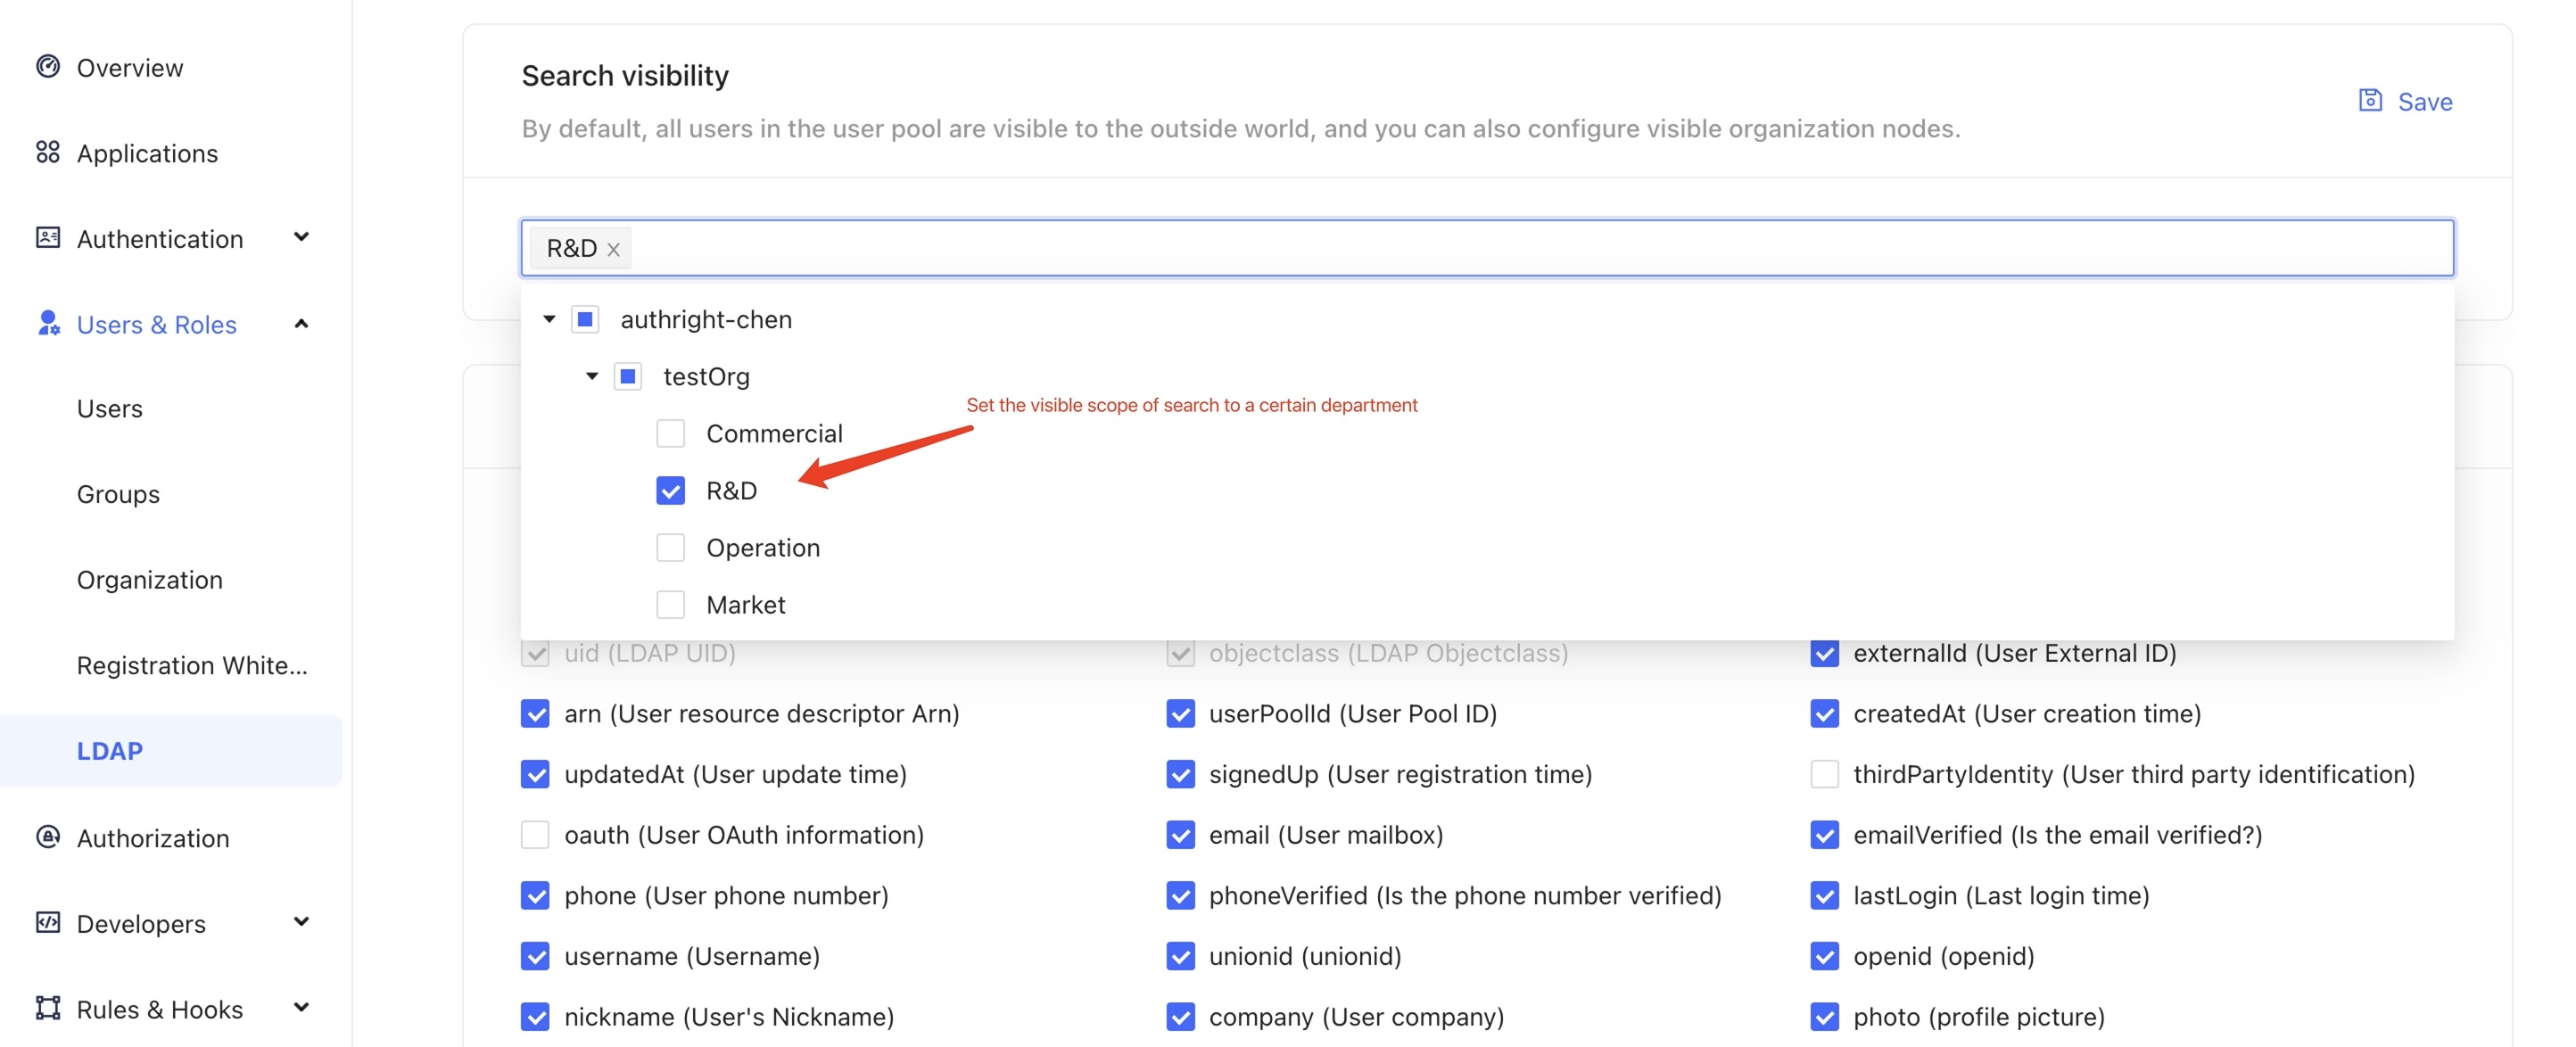 Overview
Applications
Authentication
Users & Roles
Users
Groups
Organization
Registration White...
LDAP
Authorization
Developers
Rules & Hooks
Search visibility
Save
By default, all users in the user pool are visible to the outside world, and you can also configure visible organization nodes.
R&D
authright-chen
testOrg
Set the visible scope of search to a certain department
Commercial
R&D
Operation
Market
uid (LDAP UID) objectclass (LDAP Objectclass) externalId (User External ID)
arn (User resource descriptor Arn) userPoolId (User Pool ID) createdAt (User creation time)
updatedAt (User update time) signedUp (User registration time) thirdPartyIdentity (User third party identification)
oauth (User OAuth information) email (User mailbox) emailVerified (Is the email verified?)
phone (User phone number) phoneVerified (Is the phone number verified) lastLogin (Last login time)
username (Username) unionid (unionid) openid (openid)
nickname (User's Nickname) company (User company) photo (profile picture)